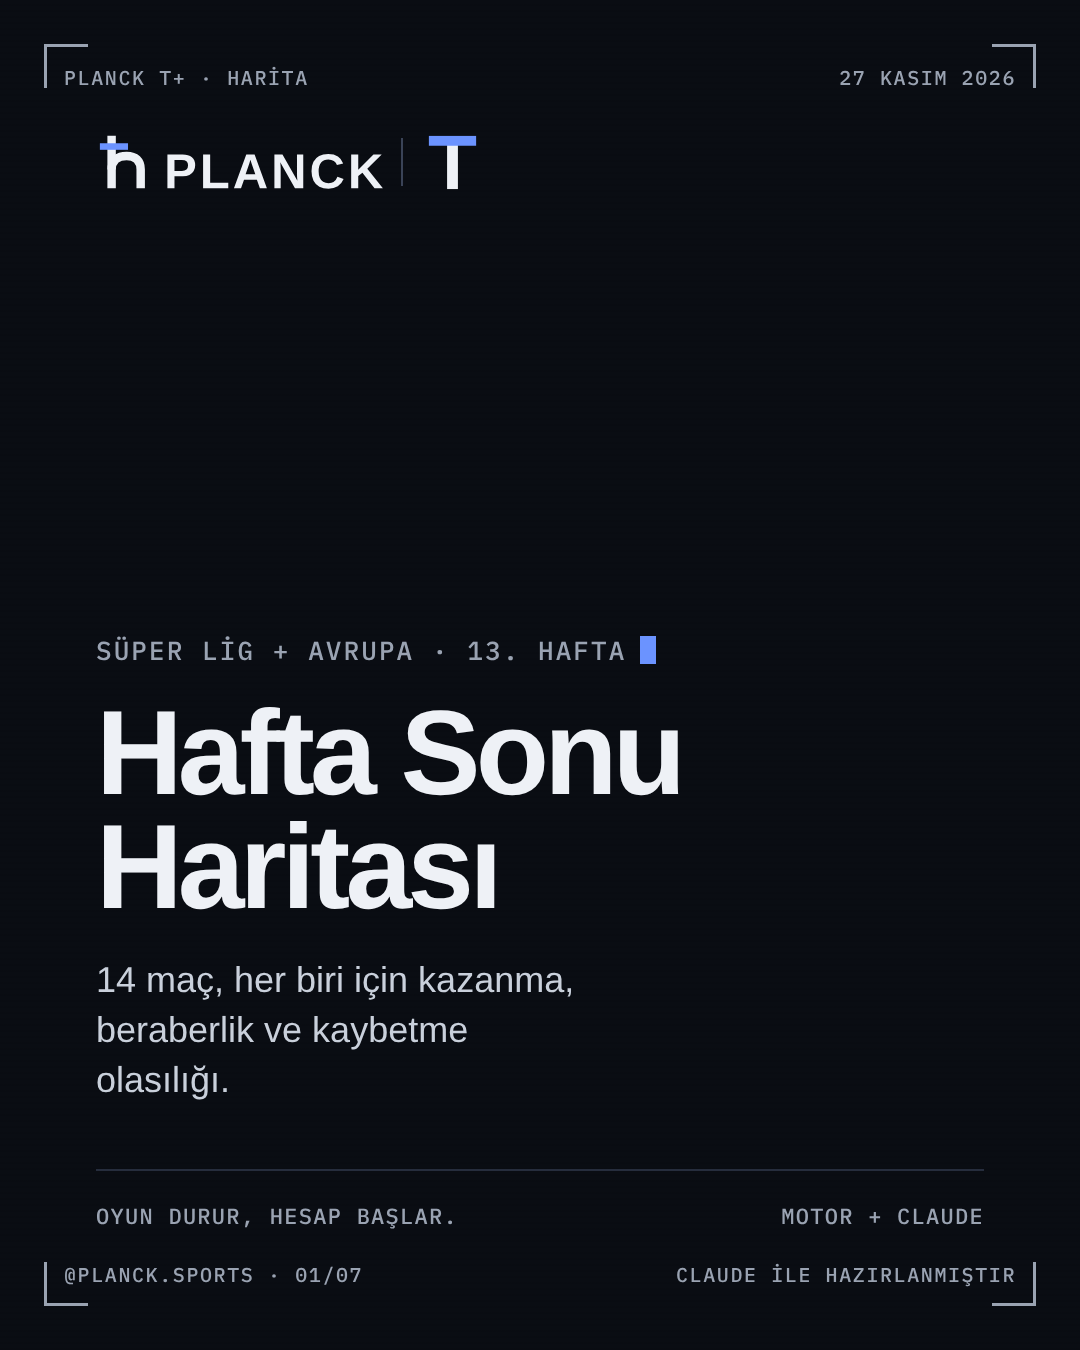 PLANCK T+ · HARİTA
27 KASIM 2026
ħ PLANCK T
SÜPER LİG + AVRUPA · 13. HAFTA
Hafta Sonu
Haritası
14 maç, her biri için kazanma,
beraberlik ve kaybetme
olasılığı.
OYUN DURUR, HESAP BAŞLAR.
MOTOR + CLAUDE
@PLANCK.SPORTS · 01/07
CLAUDE İLE HAZIRLANMIŞTIR